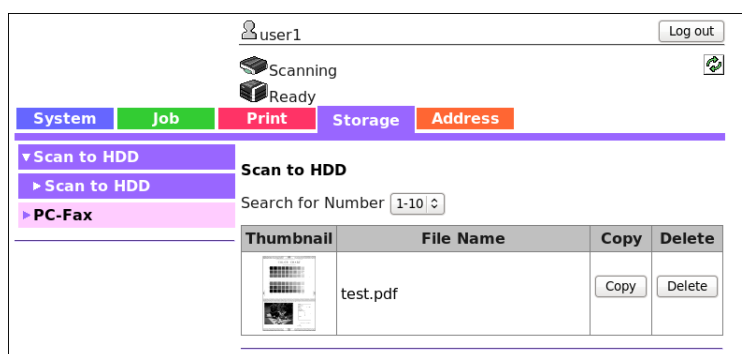 user1 Log out
Scanning
Ready
System Job Print Storage Address
Scan to HDD
Scan to HDD
PC-Fax
Scan to HDD
Search for Number 1-10
Thumbnail File Name Copy Delete
test.pdf Copy Delete